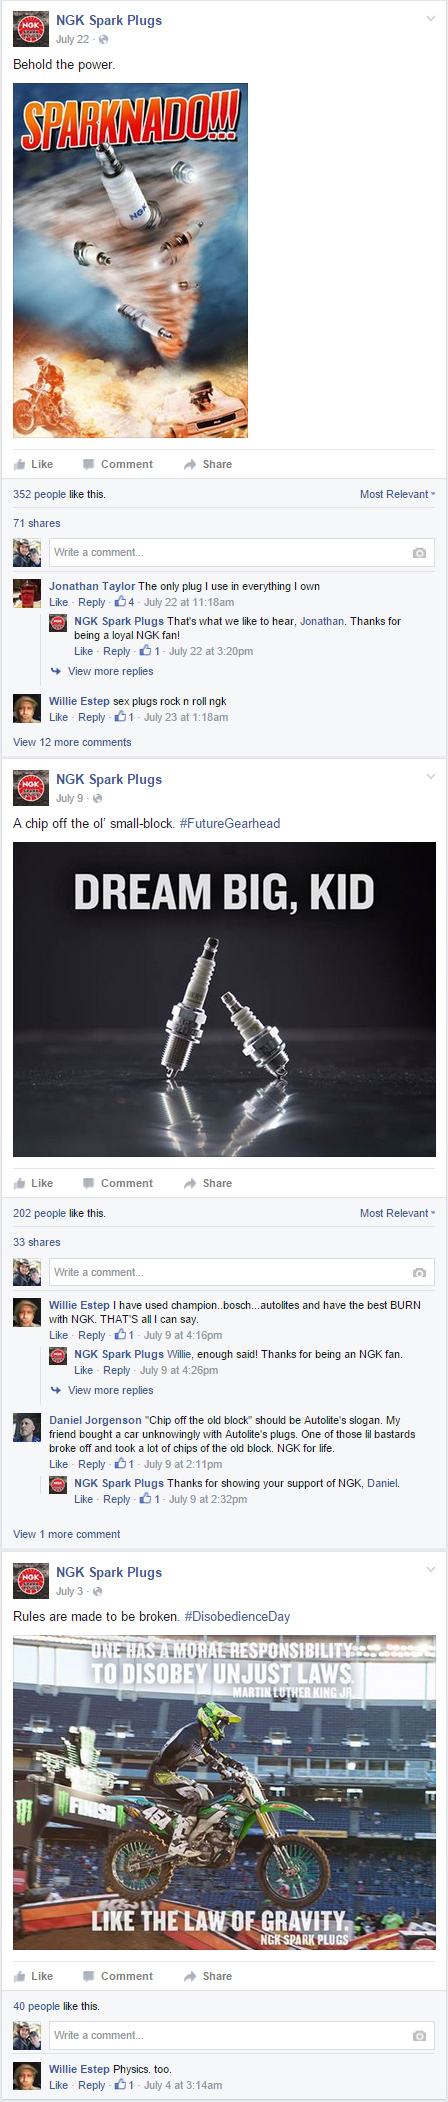 NGK Spark Plugs
July 22
Behold the power.
SPARKNADO!!!
NGK
Like Comment Share
352 people like this. Most Relevant
71 shares
Write a comment...
Jonathan Taylor The only plug I use in everything I own
Like · Reply · 4 · July 22 at 11:18am
NGK Spark Plugs That's what we like to hear, Jonathan. Thanks for
being a loyal NGK fan!
Like · Reply · 1 · July 22 at 3:20pm
View more replies
Willie Estep sex plugs rock n roll ngk
Like · Reply · 1 · July 23 at 1:18am
View 12 more comments
NGK Spark Plugs
July 9
A chip off the ol' small-block. #FutureGearhead
DREAM BIG, KID
Like Comment Share
202 people like this. Most Relevant
33 shares
Write a comment...
Willie Estep I have used champion..bosch...autolites and have the best BURN
with NGK. THAT'S all I can say.
Like · Reply · 1 · July 9 at 4:16pm
NGK Spark Plugs Willie, enough said! Thanks for being an NGK fan.
Like · Reply · July 9 at 4:26pm
View more replies
Daniel Jorgenson "Chip off the old block" should be Autolite's slogan. My
friend bought a car unknowingly with Autolite's plugs. One of those lil bastards
broke off and took a lot of chips of the old block. NGK for life.
Like · Reply · 1 · July 9 at 2:11pm
NGK Spark Plugs Thanks for showing your support of NGK, Daniel.
Like · Reply · 1 · July 9 at 2:32pm
View 1 more comment
NGK Spark Plugs
July 3
Rules are made to be broken. #DisobedienceDay
ONE HAS A MORAL RESPONSIBILITY
TO DISOBEY UNJUST LAWS.
MARTIN LUTHER KING JR.
FINISH
454
LIKE THE LAW OF GRAVITY.
NGK SPARK PLUGS
Like Comment Share
40 people like this.
Write a comment...
Willie Estep Physics. too.
Like · Reply · 1 · July 4 at 3:14am